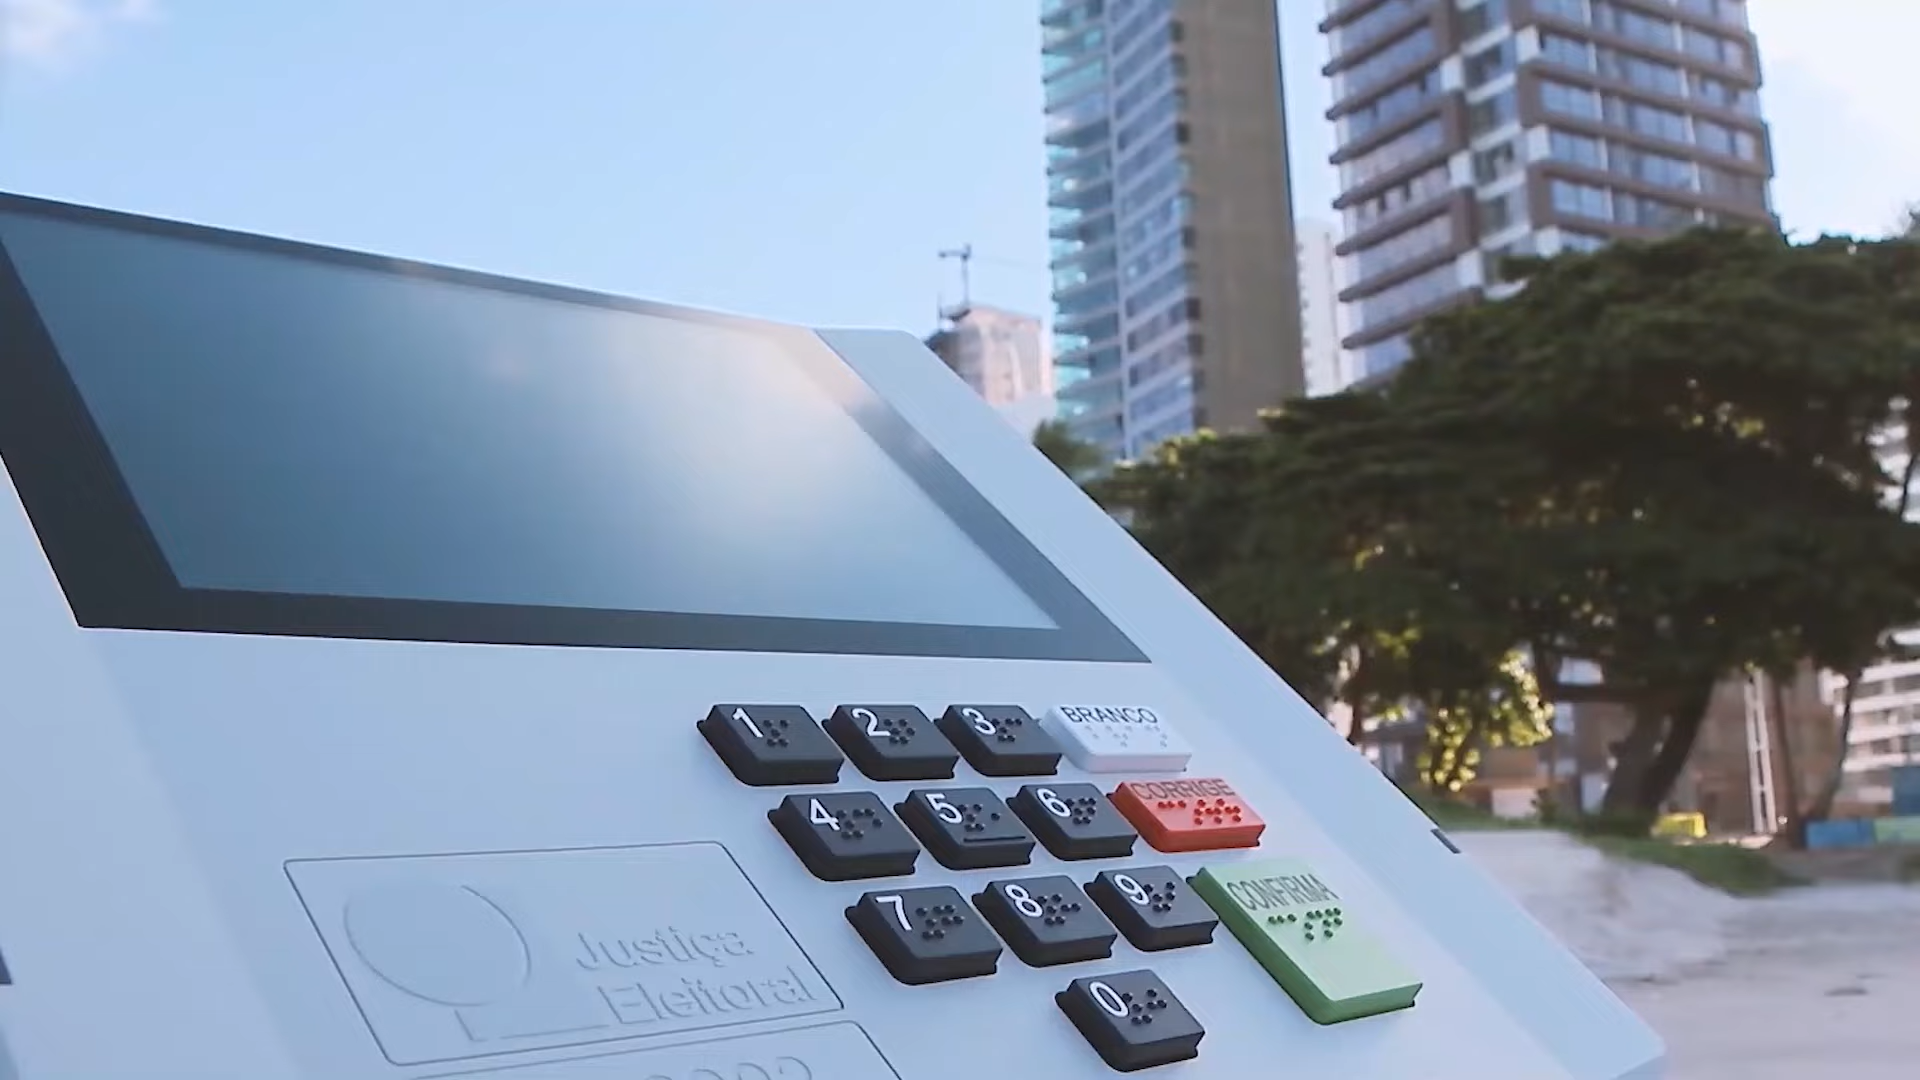 1 2 3 BRANCO
4 5 6 CORRIGE
7 8 9 CONFIRMA
0
Justiça
Eleitoral